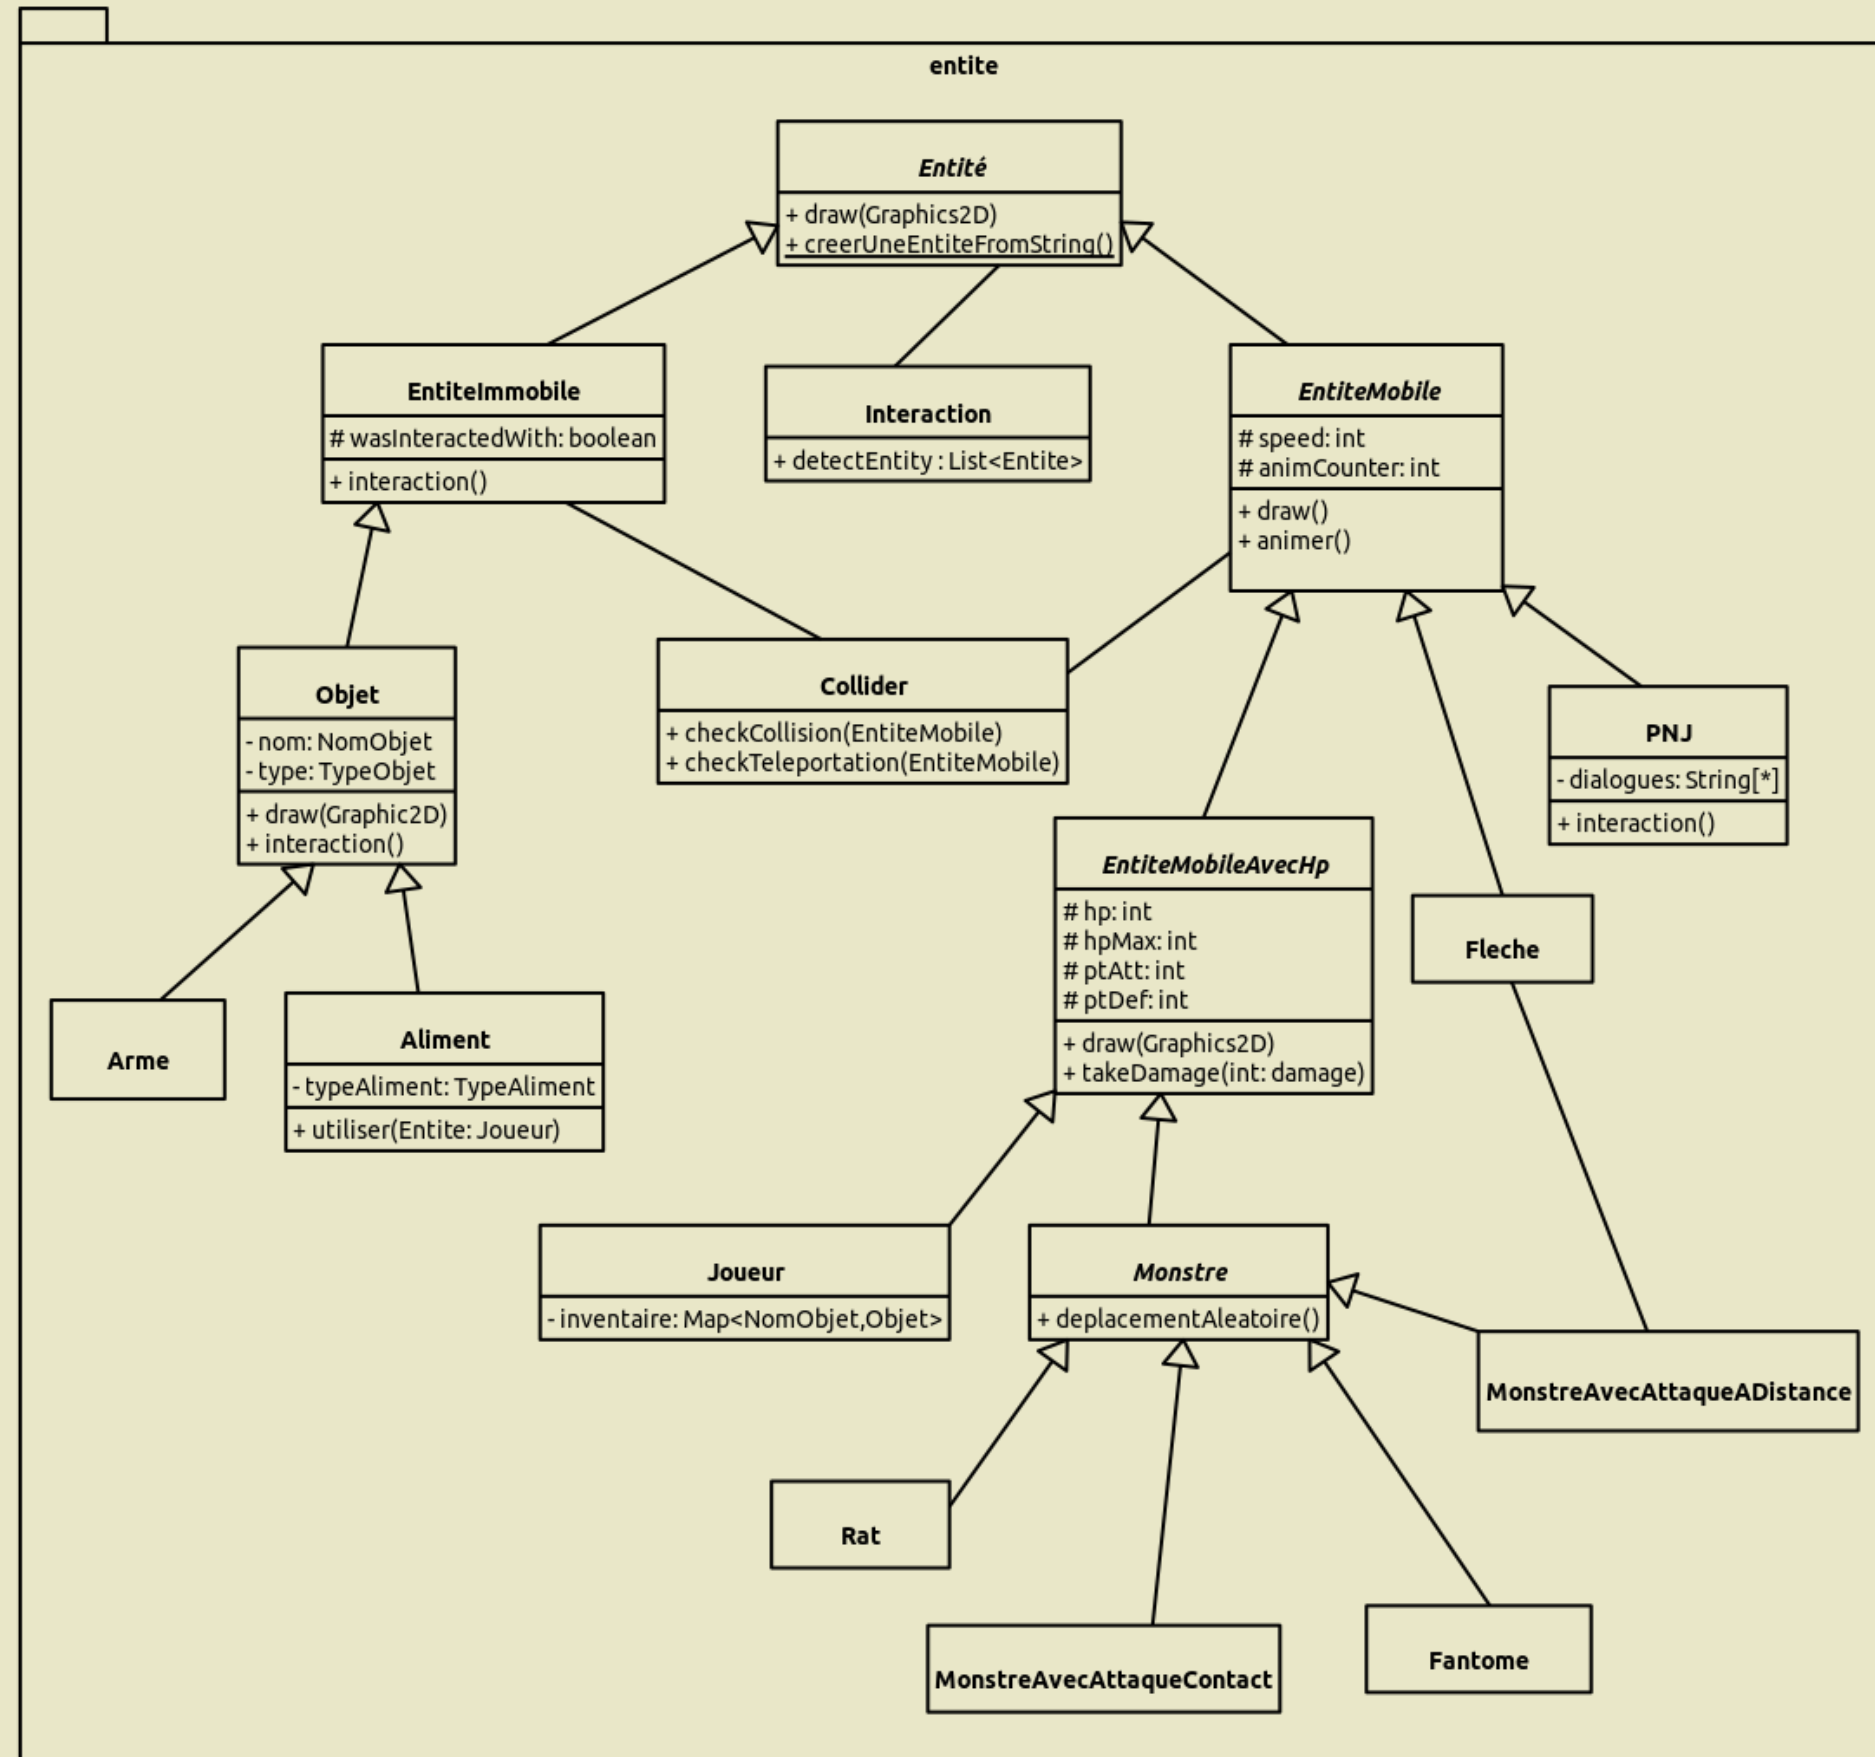 entite
Entité
+ draw(Graphics2D)
+ creerUneEntiteFromString()
EntiteImmobile
# wasInteractedWith: boolean
+ interaction()
Interaction
+ detectEntity : List<Entite>
EntiteMobile
# speed: int
# animCounter: int
+ draw()
+ animer()
Objet
- nom: NomObjet
- type: TypeObjet
+ draw(Graphic2D)
+ interaction()
Collider
+ checkCollision(EntiteMobile)
+ checkTeleportation(EntiteMobile)
PNJ
- dialogues: String[*]
+ interaction()
EntiteMobileAvecHp
# hp: int
# hpMax: int
# ptAtt: int
# ptDef: int
+ draw(Graphics2D)
+ takeDamage(int: damage)
Fleche
Arme
Aliment
- typeAliment: TypeAliment
+ utiliser(Entite: Joueur)
Joueur
- inventaire: Map<NomObjet,Objet>
Monstre
+ deplacementAleatoire()
MonstreAvecAttaqueADistance
Rat
MonstreAvecAttaqueContact
Fantome